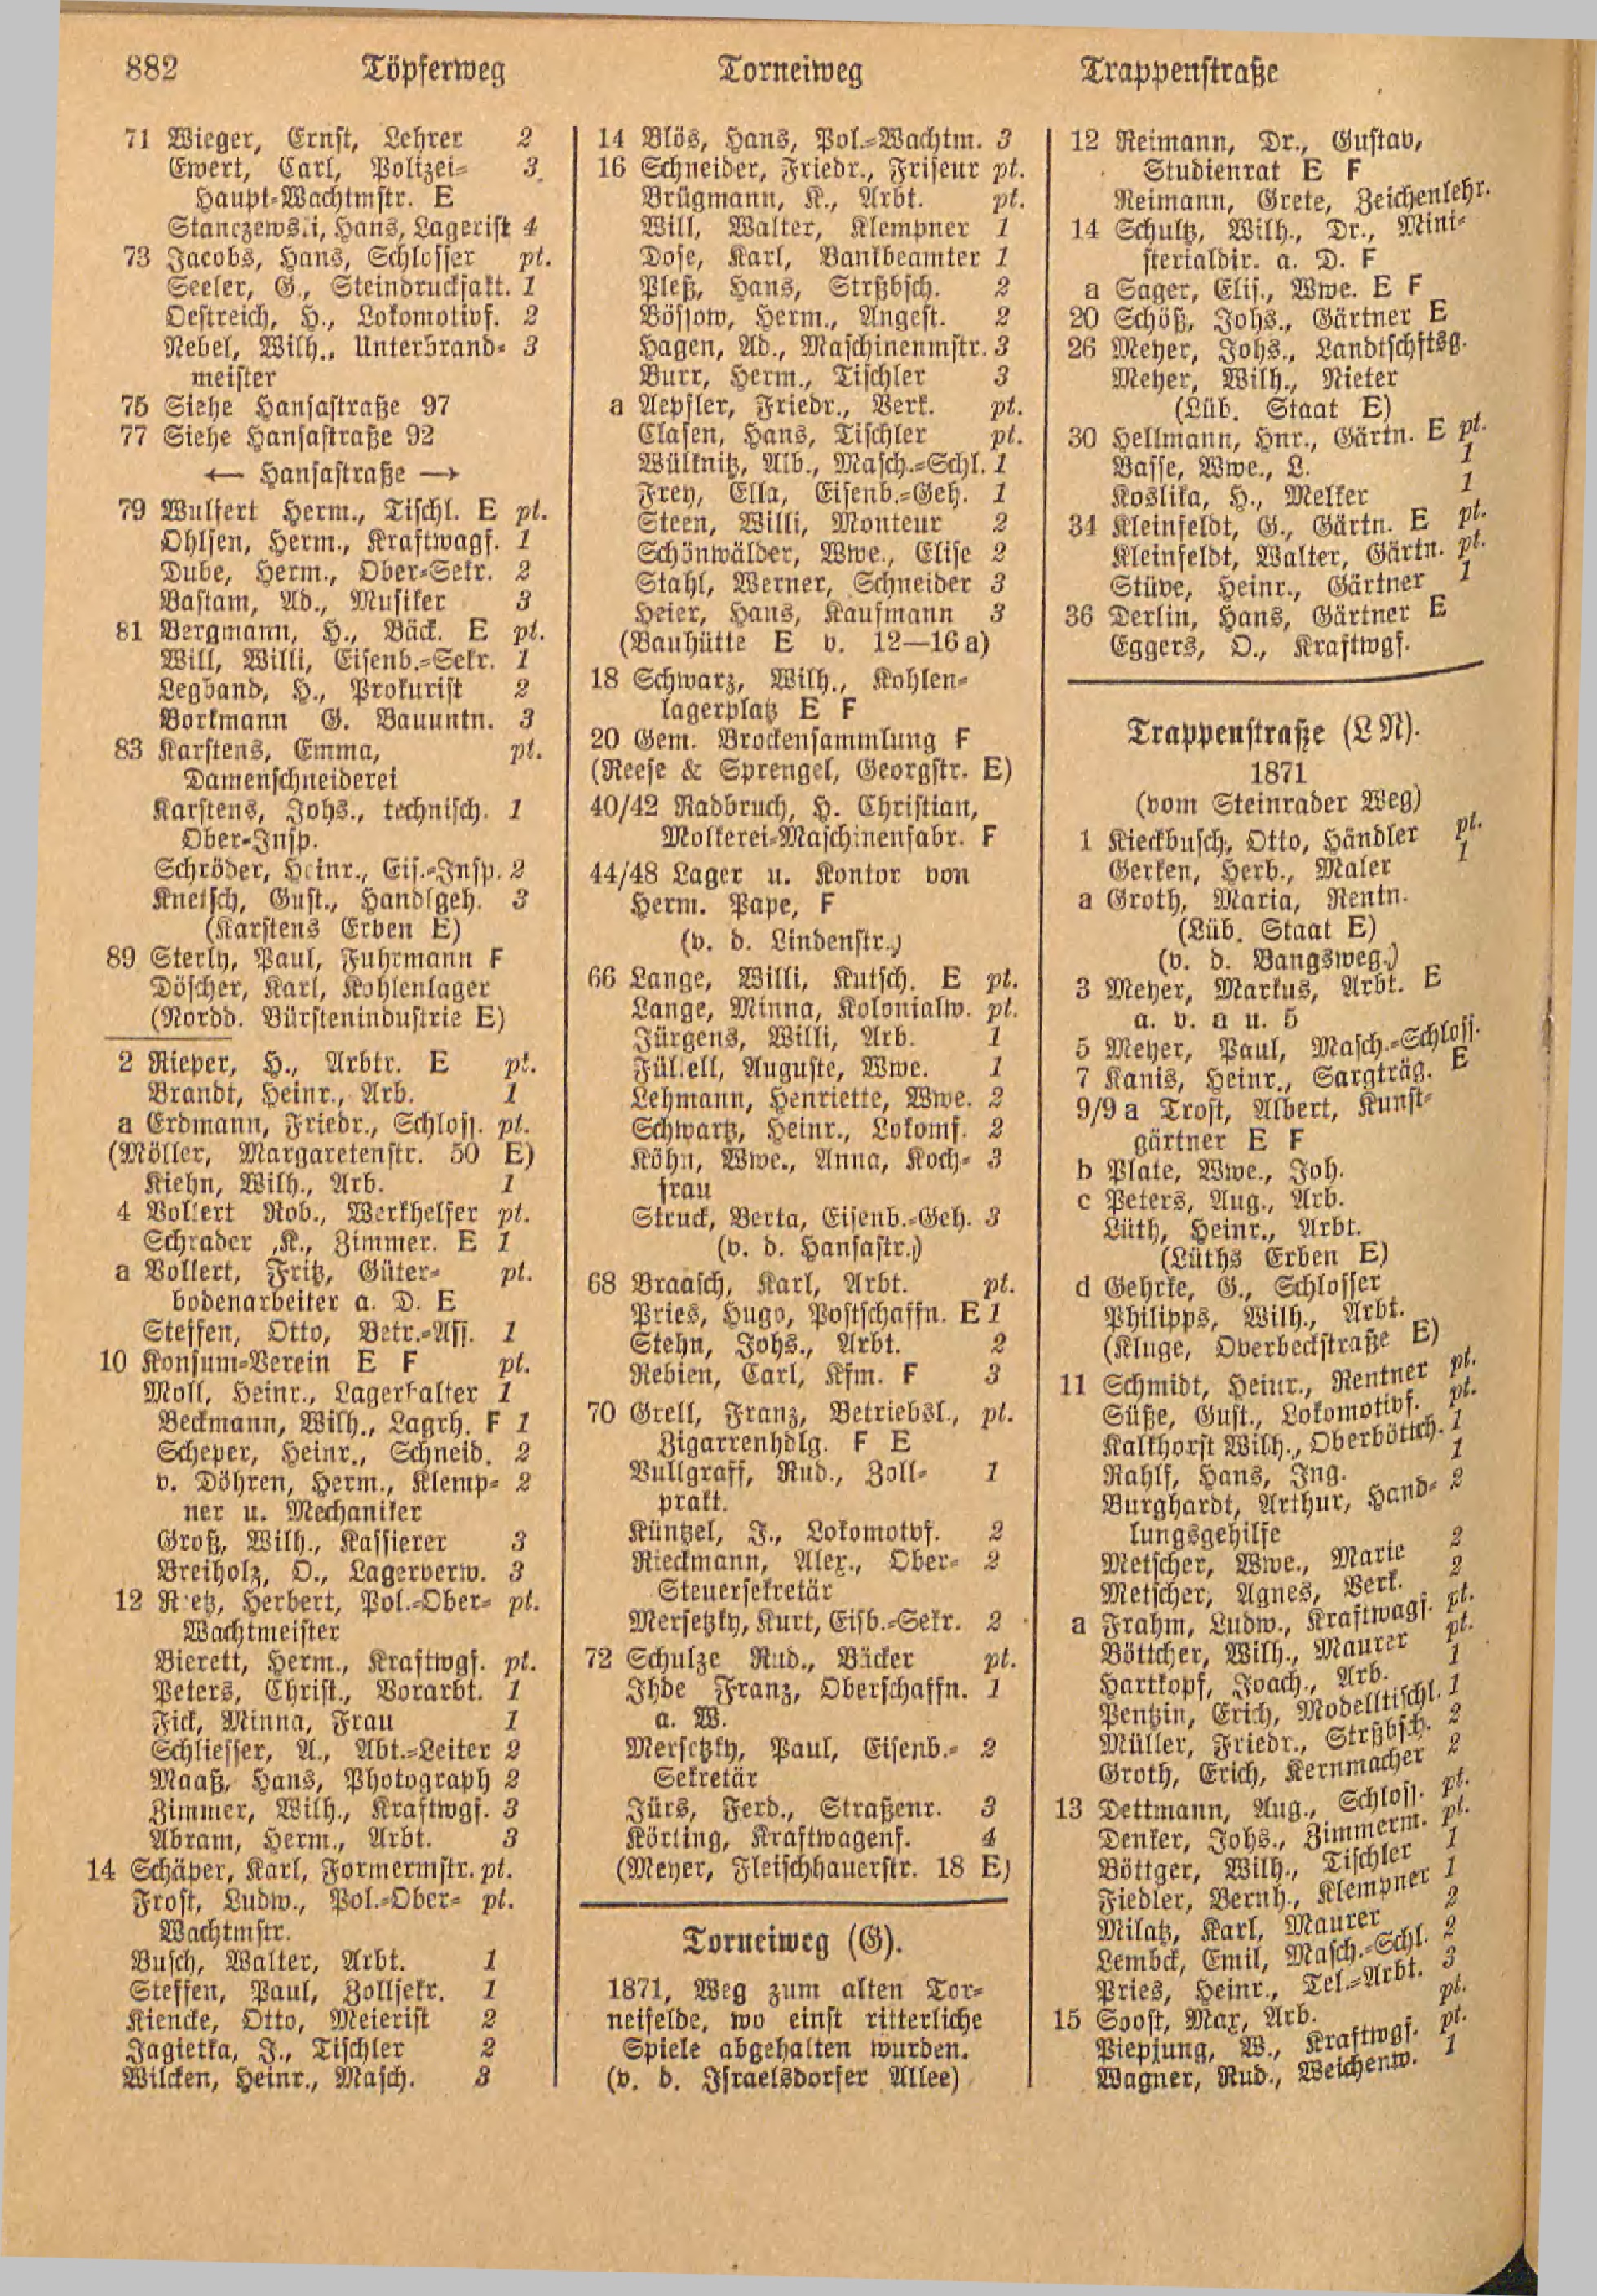 882 Töpferweg Torneiweg Trappenstraße
71 Wieger, Ernst, Lehrer 2
Ewert, Carl, Polizei- 3
Haupt-Wachtmstr. E
Hans, Lagerist 4
73 Jacobs, Hans, Schlosser pt.
Seeler, G., Steindruckfakt. 1
Oestreich, H., Lokomotivf. 2
Nebel, Wilh., Unterbrand- 3
meister
75 Siehe Hansastraße 97
77 Siehe Hansastraße 92
← Hansastraße →
79 Wulfert Herm., Tischl. E pt.
Ohlsen, Herm., Kraftwagf. 1
Dube, Herm., Ober-Sekr. 2
Bastam, Ad., Musiker 3
81 Bergmann, H., Bäck. E pt.
Will, Willi, Eisenb.-Sekr. 1
Legband, H., Prokurist 2
Borkmann G. Bauuntn. 3
83 Karstens, Emma, pt.
Damenschneiderei
Karstens, Johs., technisch. 1
Ober-Insp.
Schröder, Heinr., Eis.-Insp. 2
Kneisch, Gust., Handlgeh. 3
(Karstens Erben E)
89 Sterly, Paul, Fuhrmann F
Döscher, Karl, Kohlenlager
(Nordd. Bürstenindustrie E)
2 Rieper, H., Arbtr. E pt.
Brandt, Heinr., Arb. 1
a Erdmann, Friedr., Schloss. pt.
(Möller, Margaretenstr. 50 E)
Kiehn, Wilh., Arb. 1
4 Vollert Rob., Werkhelfer pt.
Schrader ,K., Zimmer. E 1
a Vollert, Fritz, Güter- pt.
bodenarbeiter a. D. E
Steffen, Otto, Betr.-Ass. 1
10 Konsum-Verein E F pt.
Moll, Heinr., Lagerhalter 1
Beckmann, Wilh., Lagrh. F 1
Scheper, Heinr., Schneid. 2
v. Döhren, Herm., Klemp- 2
ner u. Mechaniker
Groß, Wilh., Kassierer 3
Breiholz, O., Lagerverw. 3
12 Herbert, Pol.-Ober- pt.
Wachtmeister
Bierett, Herm., Kraftwgf. pt.
Peters, Christ., Vorarbt. 1
Fick, Minna, Frau 1
Schliesser, A., Abt.-Leiter 2
Maaß, Hans, Photograph 2
Zimmer, Wilh., Kraftwgf. 3
Abram, Herm., Arbt. 3
14 Schäper, Karl, Formermstr. pt.
Frost, Ludw., Pol.-Ober- pt.
Wachtmstr.
Busch, Walter, Arbt. 1
Steffen, Paul, Zollsekr. 1
Kiencke, Otto, Meierist 2
Jagietka, J., Tischler 2
Wilcken, Heinr., Masch. 3
14 Blös, Hans, Pol.-Wachtm. 3
16 Schneider, Friedr., Friseur pt.
Brügmann, K., Arbt. pt.
Will, Walter, Klempner 1
Dose, Karl, Bankbeamter 1
Pleß, Hans, Strßbsch. 2
Bössow, Herm., Angest. 2
Hagen, Ad., Maschinenmstr. 3
Burr, Herm., Tischler 3
a Aepfler, Friedr., Verk. pt.
Clasen, Hans, Tischler pt.
Wülknitz, Alb., Masch.-Schl. 1
Frey, Ella, Eisenb.-Geh. 1
Steen, Willi, Monteur 2
Schönwälder, Wwe., Elise 2
Stahl, Werner, Schneider 3
Heier, Hans, Kaufmann 3
(Bauhütte E v. 12—16a)
18 Schwarz, Wilh., Kohlen-
lagerplatz E F
20 Gem. Brockensammlung F
(Reese & Sprengel, Georgstr. E)
40/42 Radbruch, H. Christian,
Molkerei-Maschinenfabr. F
44/48 Lager u. Kontor von
Herm. Pape, F
(v. d. Lindenstr.)
66 Lange, Willi, Kutsch. E pt.
Lange, Minna, Kolonialw. pt.
Jürgens, Willi, Arb. 1
Auguste, Wwe. 1
Lehmann, Henriette, Wwe. 2
Schwartz, Heinr., Lokomf. 2
Köhn, Wwe., Anna, Koch- 3
frau
Struck, Berta, Eisenb.-Geh. 3
(v. d. Hansastr.)
68 Braasch, Karl, Arbt. pt.
Pries, Hugo, Postschaffn. E 1
Stehn, Johs., Arbt. 2
Rebien, Carl, Kfm. F 3
70 Grell, Franz, Betriebsl., pt.
Zigarrenhdlg. F E
Vullgraff, Rud., Zoll- 1
prakt.
Küntzel, J., Lokomotvf. 2
Rieckmann, Alex., Ober- 2
Steuersekretär
Mersetzky, Kurt, Eisb.-Sekr. 2
72 Schulze Rud., Bäcker pt.
Ihde Franz, Oberschaffn. 1
a. W.
Mersetzky, Paul, Eisenb.- 2
Sekretär
Jürs, Ferd., Straßenr. 3
Körting, Kraftwagenf. 4
(Meyer, Fleischhauerstr. 18 E)
Torneiweg (G).
1871, Weg zum alten Tor-
neifelde, wo einst ritterliche
Spiele abgehalten wurden.
(v. d. Israelsdorfer Allee)
12 Reimann, Dr., Gustav,
Studienrat E F
Reimann, Grete, Zeichenlehr.
14 Schultz, Wilh., Dr., Mini-
sterialdir. a. D. F
a Sager, Elis., Wwe. E F
20 Schöß, Johs., Gärtner E
26 Meyer, Johs., Landtschftsg.
Meyer, Wilh., Nieter
(Lüb. Staat E)
30 Hellmann, Hnr., Gärtn. E pt.
Basse, Wwe., L. 1
Koslika, H., Melker 1
34 Kleinfeldt, G., Gärtn. E pt.
Kleinfeldt, Walter, Gärtn. pt.
Stüve, Heinr., Gärtner 1
36 Derlin, Hans, Gärtner E
Eggers, O., Kraftwgf.
Trappenstraße (L N).
1871
(vom Steinrader Weg)
1 Kieckbusch, Otto, Händler pt.
Gerken, Herb., Maler 1
a Groth, Maria, Rentn.
(Lüb. Staat E)
(v. d. Bangsweg.)
3 Meyer, Markus, Arbt. E
a. v. a u. 5
5 Meyer, Paul, Masch.-Schloss.
7 Kanis, Heinr., Sargträg. E
9/9a Trost, Albert, Kunst-
gärtner E F
b Plate, Wwe., Joh.
c Peters, Aug., Arb.
Lüth, Heinr., Arbt.
(Lüths Erben E)
d Gehrke, G., Schlosser
Philipps, Wilh., Arbt.
(Kluge, Overbeckstraße E)
11 Schmidt, Heinr., Rentner pt.
Süße, Gust., Lokomotivf. pt.
Kalkhorst Wilh., Oberböttch. 1
Rahlf, Hans, Ing. 1
Burghardt, Arthur, Hand- 2
lungsgehilfe
Metscher, Wwe., Marie 2
Metscher, Agnes, Verk. 2
a Frahm, Ludw., Kraftwagf. pt.
Böttcher, Wilh., Maurer pt.
Hartkopf, Joach., Arb. 1
Pentzin, Erich, Modelltischl. 1
Müller, Friedr., Strßbsch. 2
Groth, Erich, Kernmacher 2
13 Dettmann, Aug., Schloss. pt.
Denker, Johs., Zimmerm. pt.
Böttger, Wilh., Tischler 1
Fiedler, Bernh., Klempner 1
Milatz, Karl, Maurer 2
Lembck, Emil, Masch.-Schl. 2
Pries, Heinr., Tel.-Arbt. 3
15 Soost, Max, Arb. pt.
Piepjung, W., Kraftwgf. pt.
Wagner, Rud., Weichenw. 1